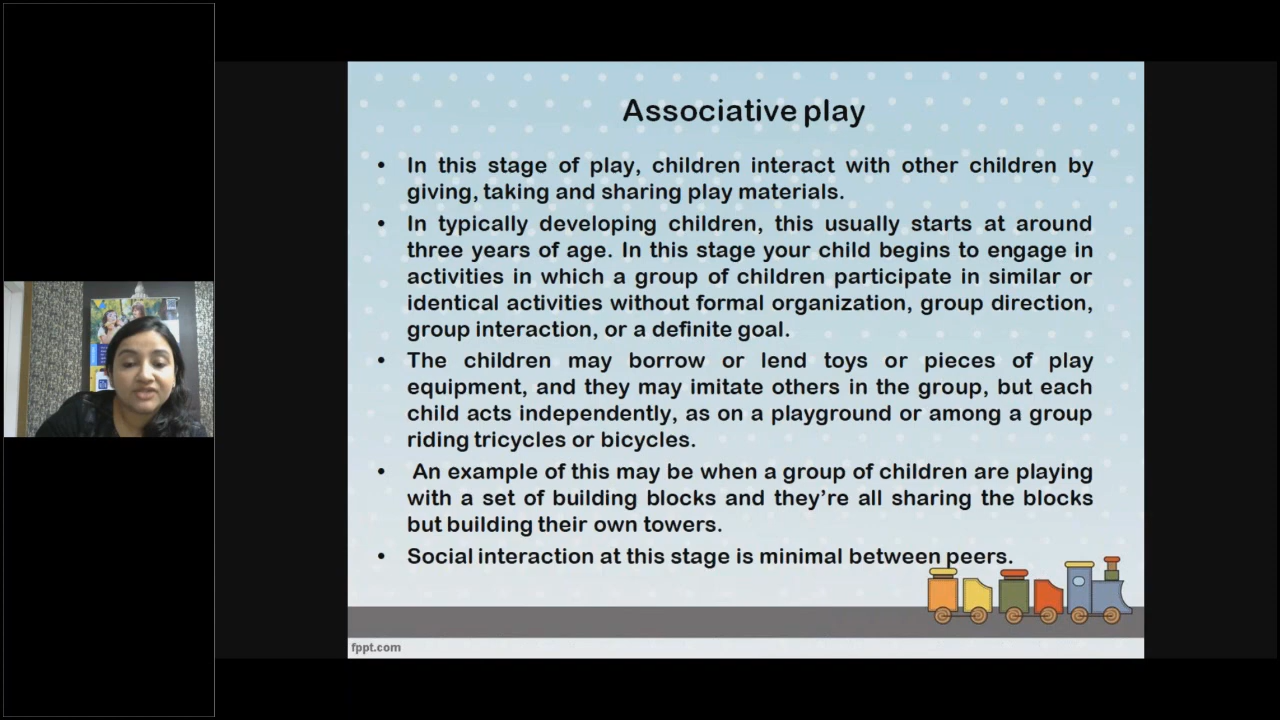 Associative play
• In this stage of play, children interact with other children by
giving, taking and sharing play materials.
• In typically developing children, this usually starts at around
three years of age. In this stage your child begins to engage in
activities in which a group of children participate in similar or
identical activities without formal organization, group direction,
group interaction, or a definite goal.
• The children may borrow or lend toys or pieces of play
equipment, and they may imitate others in the group, but each
child acts independently, as on a playground or among a group
riding tricycles or bicycles.
• An example of this may be when a group of children are playing
with a set of building blocks and they’re all sharing the blocks
but building their own towers.
• Social interaction at this stage is minimal between peers.
fppt.com